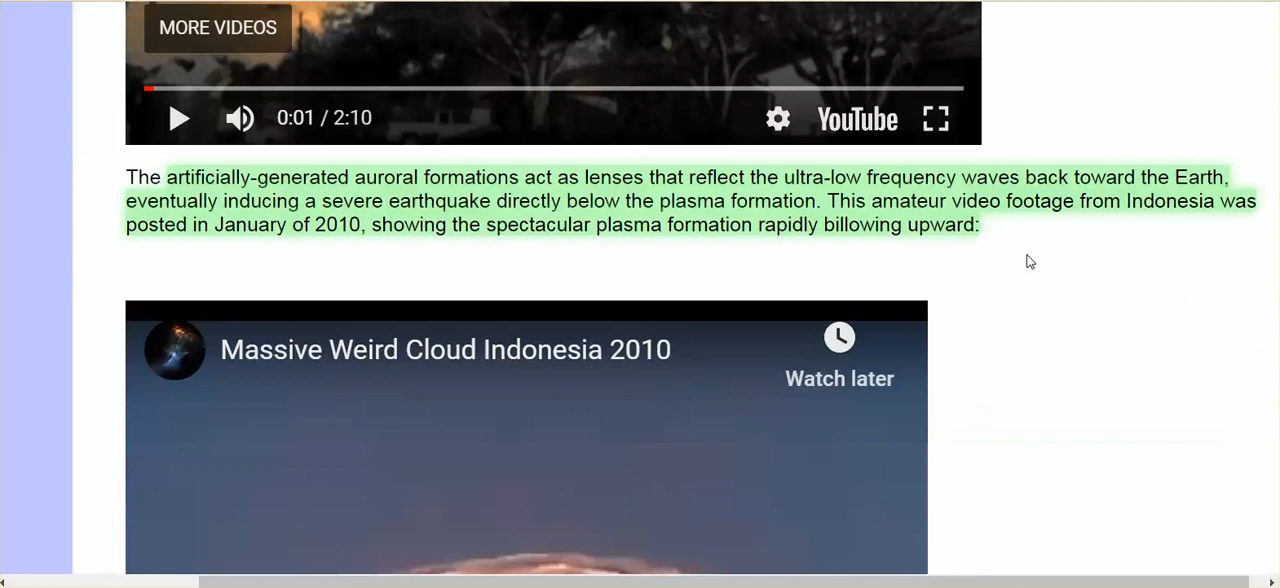 MORE VIDEOS
0:01 / 2:10
YouTube
The artificially-generated auroral formations act as lenses that reflect the ultra-low frequency waves back toward the Earth,
eventually inducing a severe earthquake directly below the plasma formation. This amateur video footage from Indonesia was
posted in January of 2010, showing the spectacular plasma formation rapidly billowing upward:
Massive Weird Cloud Indonesia 2010
Watch later